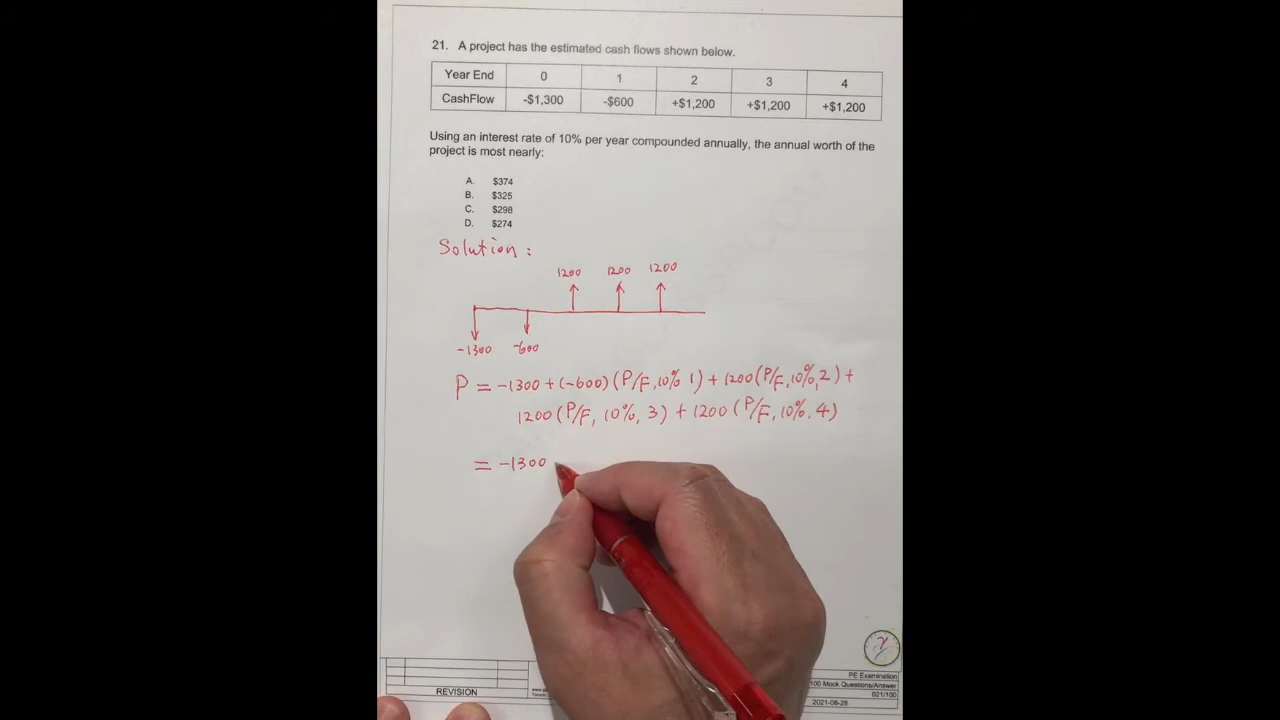 21. A project has the estimated cash flows shown below.
Year End 0 1 2 3 4
CashFlow -$1,300 -$600 +$1,200 +$1,200 +$1,200
Using an interest rate of 10% per year compounded annually, the annual worth of the
project is most nearly:
A. $374
B. $325
C. $298
D. $274
Solution:
1200 1200 1200
-1300 -600
P = -1300 + (-600) (P/F, 10% 1) + 1200 (P/F, 10%, 2) +
1200 (P/F, 10%, 3) + 1200 (P/F, 10%, 4)
= -1300
REVISION
PE Examination
100 Mock Questions/Answer
021/100
2021-06-28